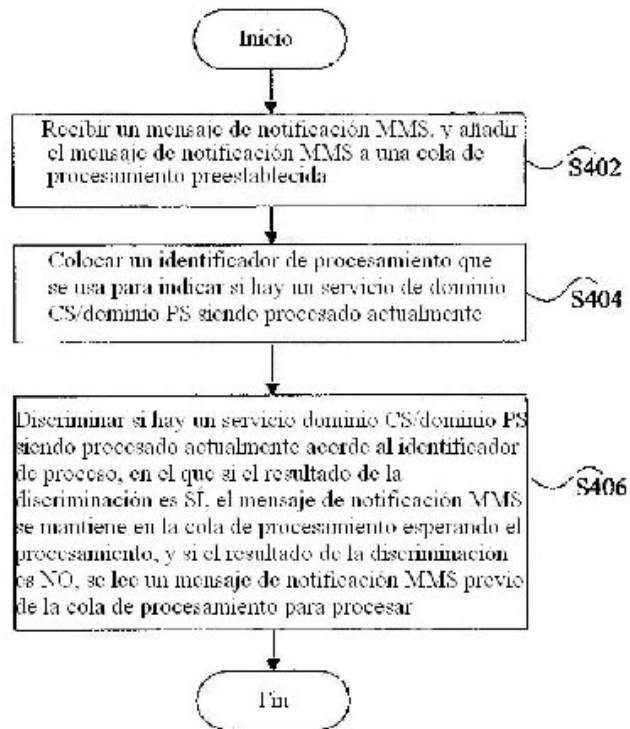 Inicio
Recibir un mensaje de notificación MMS, y añadir
el mensaje de notificación MMS a una cola de
procesamiento preestablecida
S402
Colocar un identificador de procesamiento que
se usa para indicar si hay un servicio de dominio
CS/dominio PS siendo procesado actualmente
S404
Discriminar si hay un servicio dominio CS/dominio PS
siendo procesado actualmente acorde al identificador
de proceso, en el que si el resultado de la
discriminación es SÍ, el mensaje de notificación MMS
se mantiene en la cola de procesamiento esperando el
procesamiento, y si el resultado de la discriminación
es NO, se lee un mensaje de notificación MMS previo
de la cola de procesamiento para procesar
S406
Fin